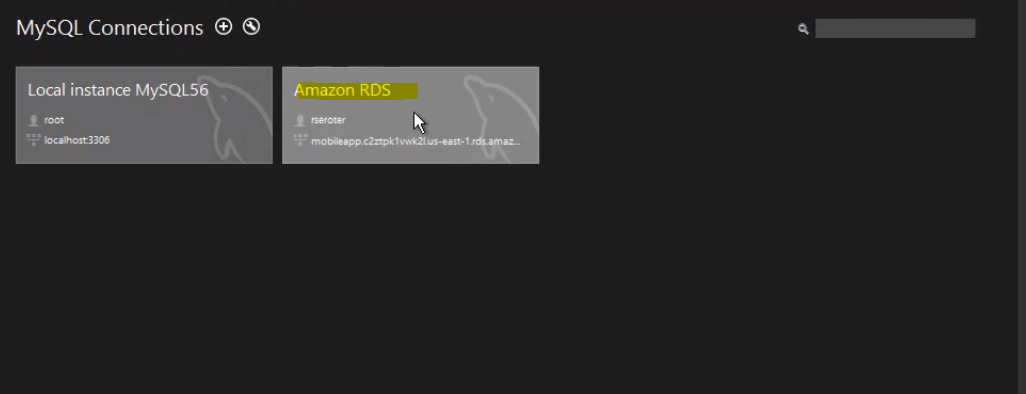 MySQL Connections
Local instance MySQL56
root
localhost:3306
Amazon RDS
rseroter
mobileapp.c2ztpk1vwk2l.us-east-1.rds.amaz...